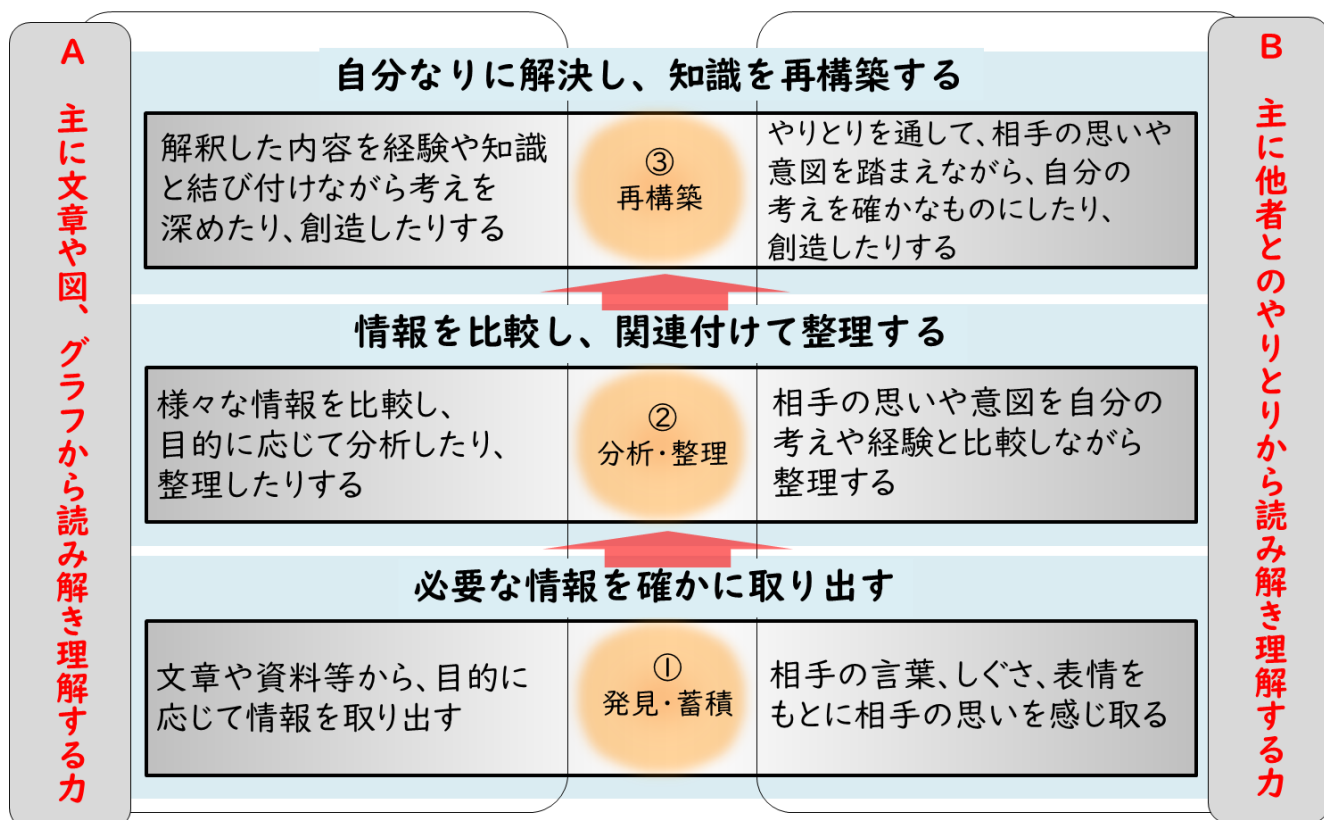 A 主に文章や図、グラフから読み解き理解する力
自分なりに解決し、知識を再構築する
解釈した内容を経験や知識
と結び付けながら考えを
深めたり、創造したりする
③
再構築
やりとりを通して、相手の思いや
意図を踏まえながら、自分の
考えを確かなものにしたり、
創造したりする
情報を比較し、関連付けて整理する
様々な情報を比較し、
目的に応じて分析したり、
整理したりする
②
分析・整理
相手の思いや意図を自分の
考えや経験と比較しながら
整理する
必要な情報を確かに取り出す
文章や資料等から、目的に
応じて情報を取り出す
①
発見・蓄積
相手の言葉、しぐさ、表情を
もとに相手の思いを感じ取る
B 主に他者とのやりとりから読み解き理解する力